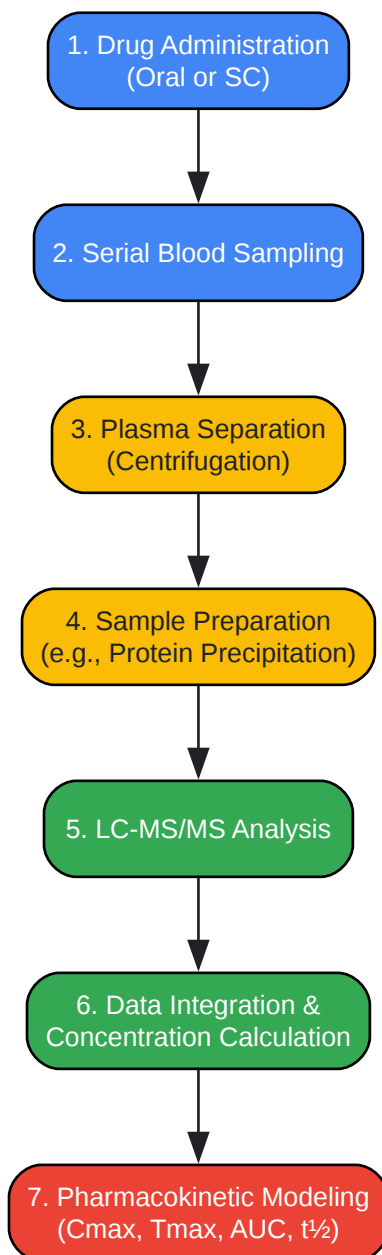 1. Drug Administration
(Oral or SC)
2. Serial Blood Sampling
3. Plasma Separation
(Centrifugation)
4. Sample Preparation
(e.g., Protein Precipitation)
5. LC-MS/MS Analysis
6. Data Integration &
Concentration Calculation
7. Pharmacokinetic Modeling
(Cmax, Tmax, AUC, t½)